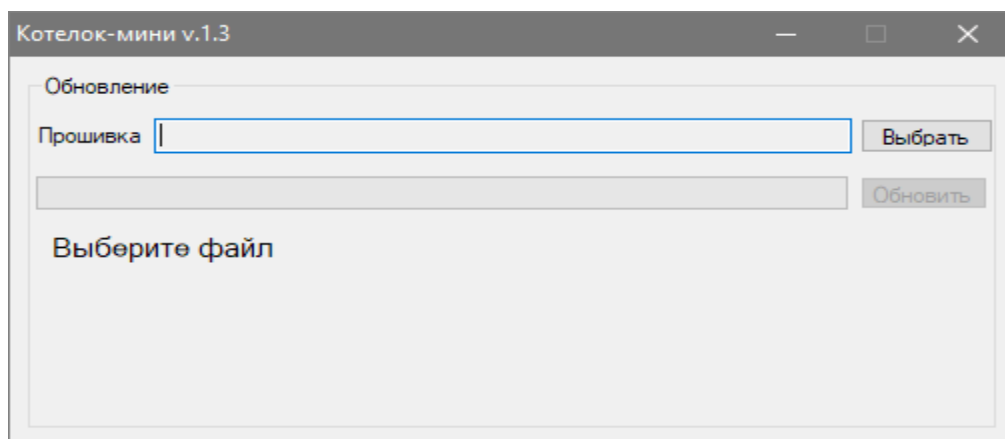 Котелок-мини v.1.3
Обновление
Прошивка Выбрать
Обновить
Выберите файл